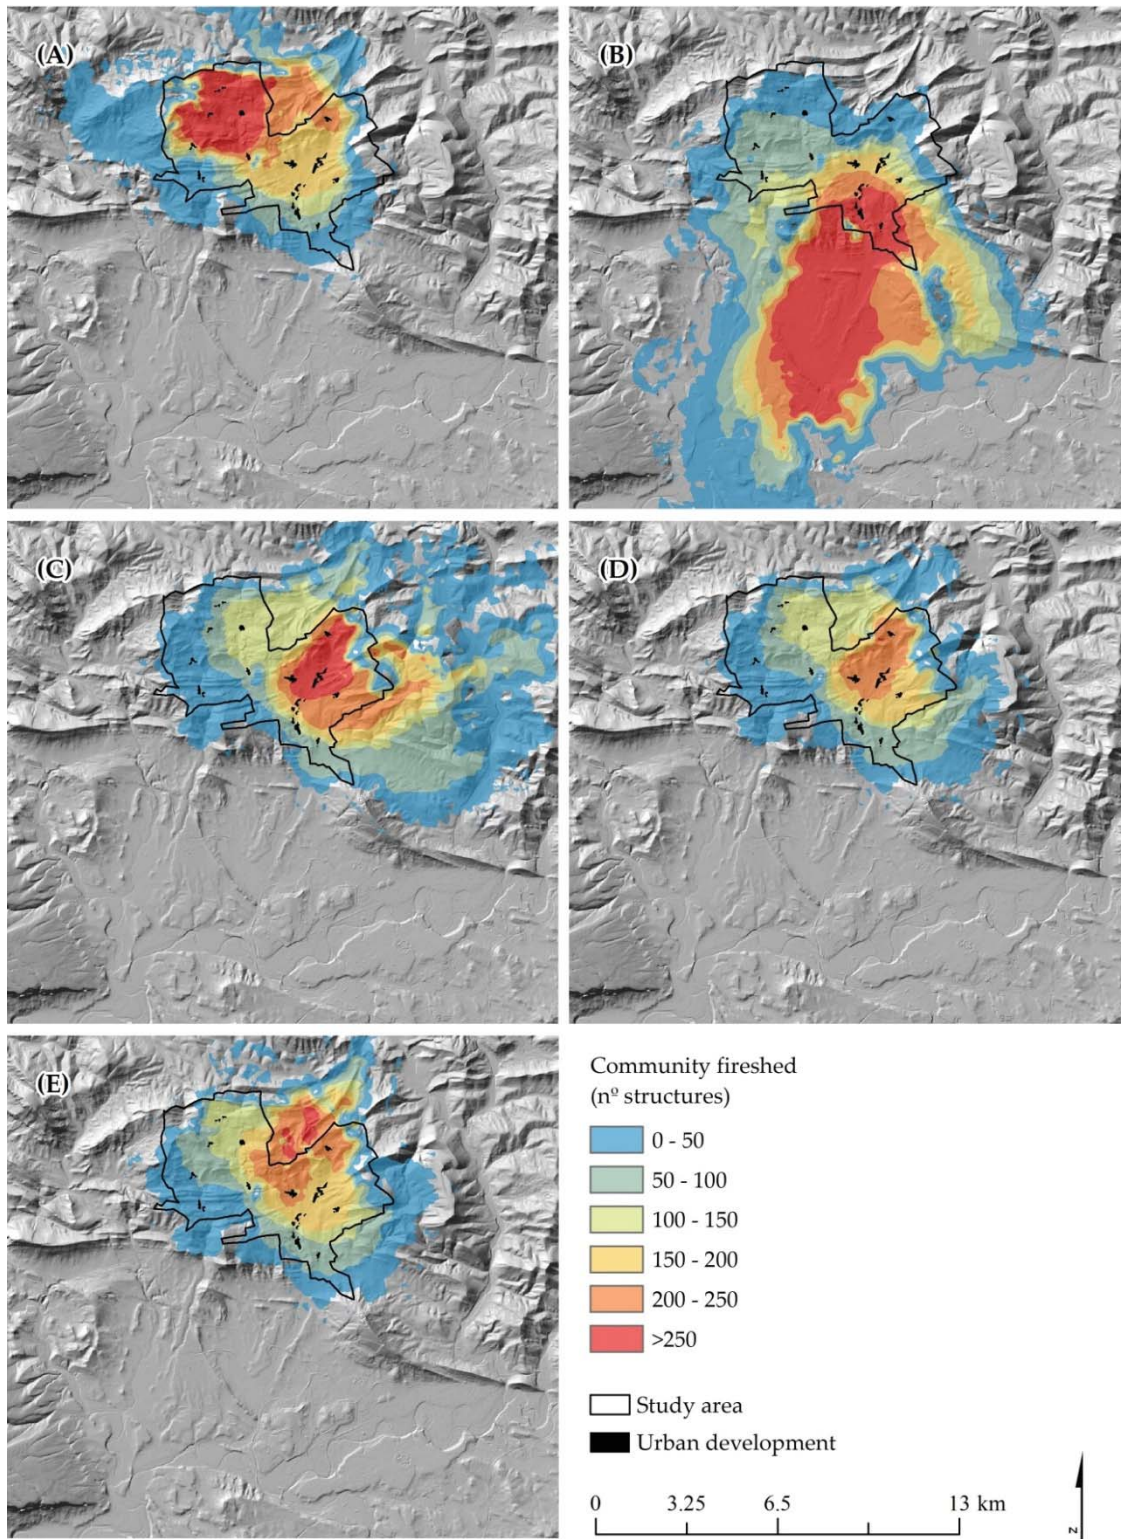 (A)
(B)
(C)
(D)
(E)
Community fireshed
(nº structures)
0 - 50
50 - 100
100 - 150
150 - 200
200 - 250
>250
Study area
Urban development
0 3.25 6.5 13 km
N